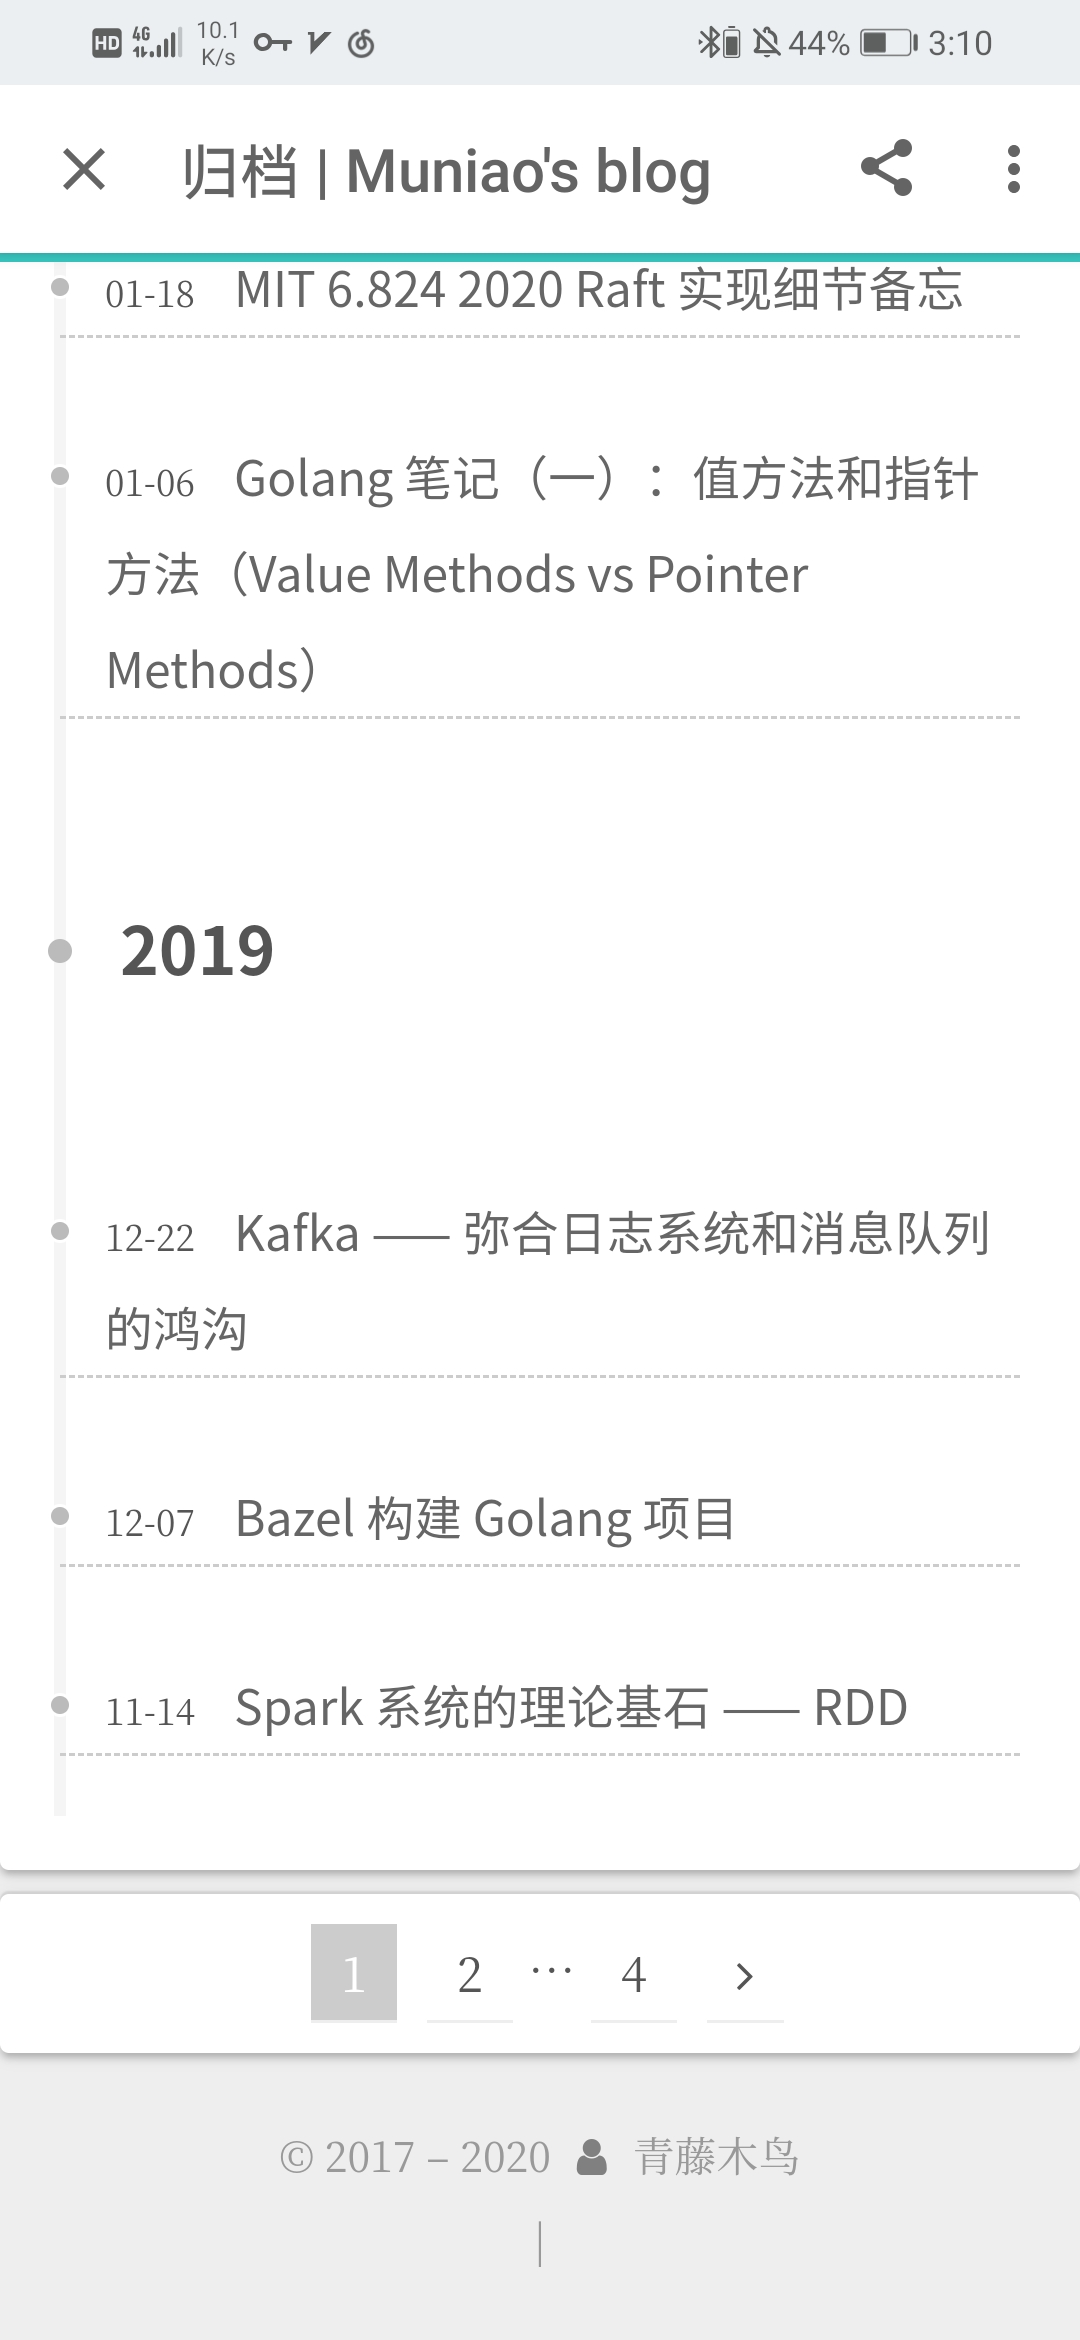 HD 4G 10.1 K/s 44% 3:10
归档 | Muniao's blog
01-18 MIT 6.824 2020 Raft 实现细节备忘
01-06 Golang 笔记（一）：值方法和指针
方法（Value Methods vs Pointer
Methods）
2019
12-22 Kafka —— 弥合日志系统和消息队列
的鸿沟
12-07 Bazel 构建 Golang 项目
11-14 Spark 系统的理论基石 —— RDD
1 2 … 4 >
© 2017 – 2020 青藤木鸟
|